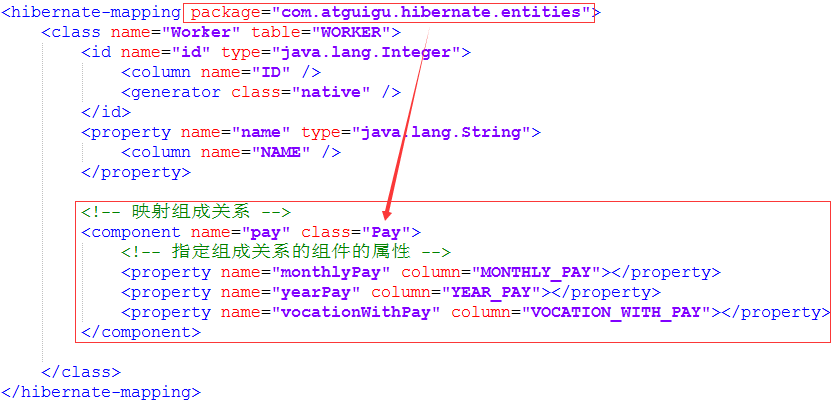 <hibernate-mapping package="com.atguigu.hibernate.entities">
    <class name="Worker" table="WORKER">
        <id name="id" type="java.lang.Integer">
            <column name="ID" />
            <generator class="native" />
        </id>
        <property name="name" type="java.lang.String">
            <column name="NAME" />
        </property>
        <!-- 映射组成关系 -->
        <component name="pay" class="Pay">
            <!-- 指定组成关系的组件的属性 -->
            <property name="monthlyPay" column="MONTHLY_PAY"></property>
            <property name="yearPay" column="YEAR_PAY"></property>
            <property name="vocationWithPay" column="VOCATION_WITH_PAY"></property>
        </component>
    </class>
</hibernate-mapping>